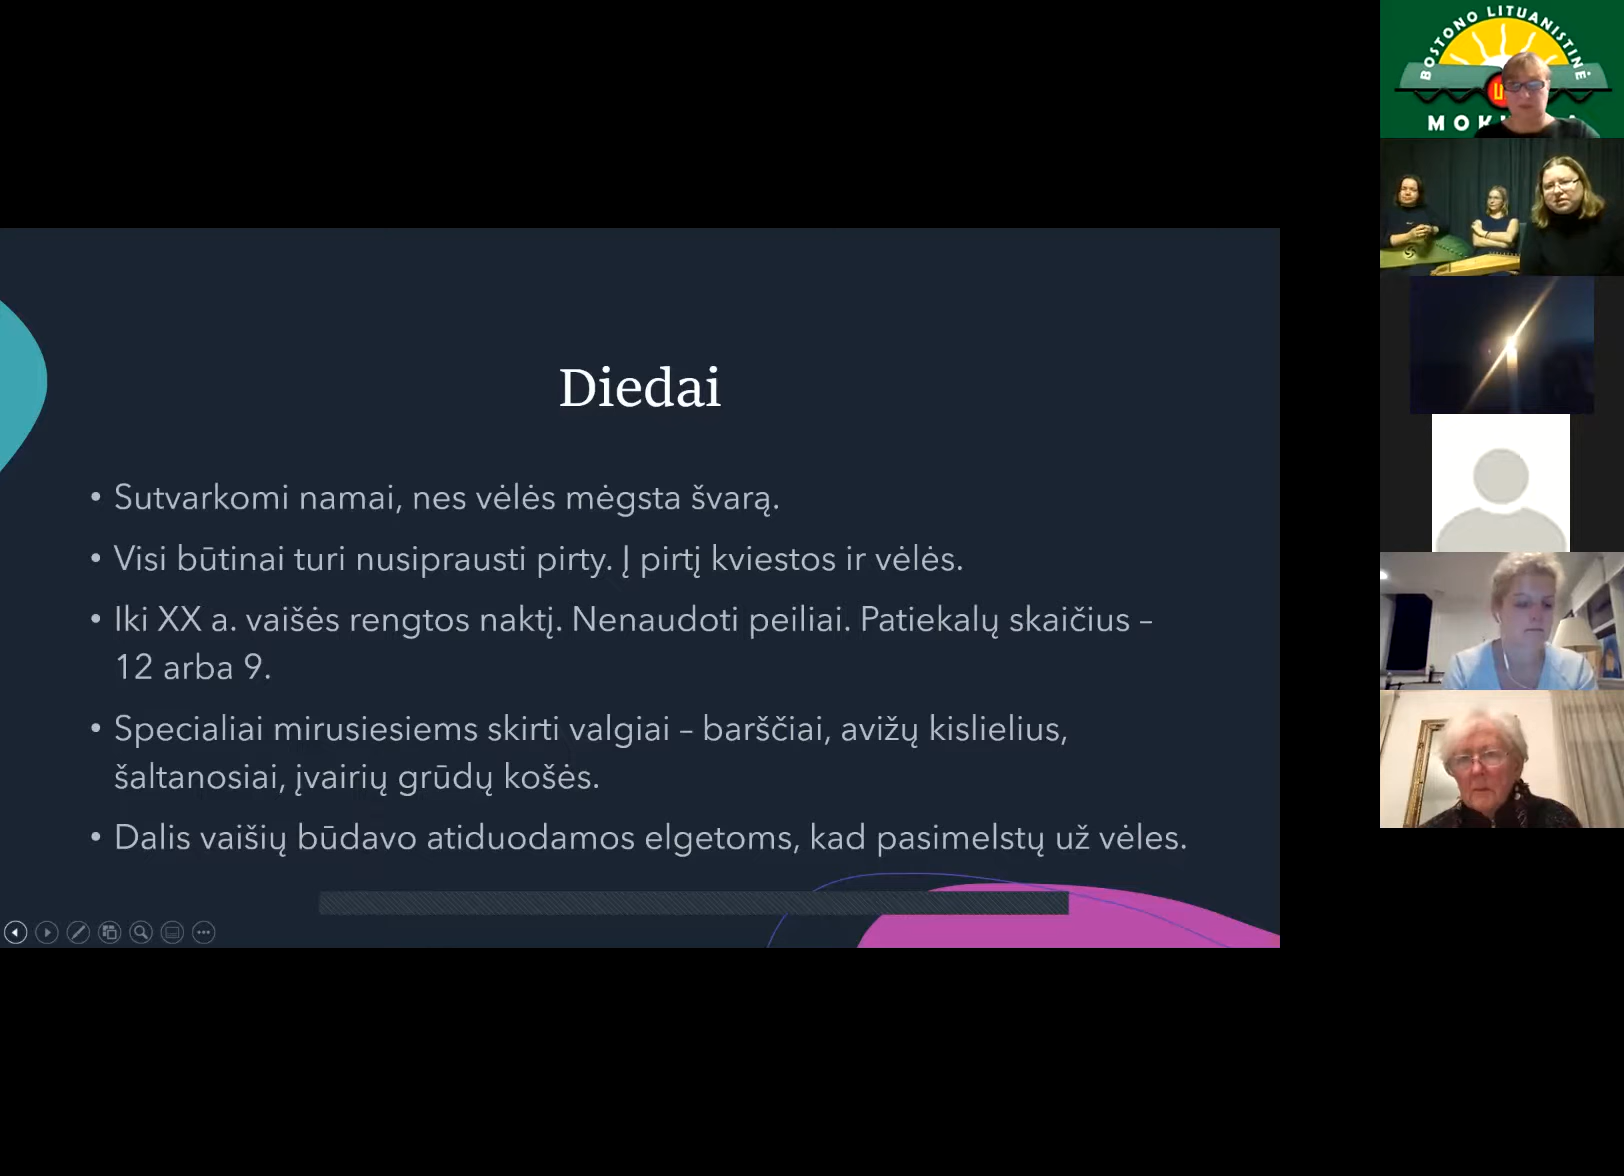 Diedai
• Sutvarkomi namai, nes vėlės mėgsta švarą.
• Visi būtinai turi nusiprausti pirty. Į pirtį kviestos ir vėlės.
• Iki XX a. vaišės rengtos naktį. Nenaudoti peiliai. Patiekalų skaičius –
12 arba 9.
• Specialiai mirusiesiems skirti valgiai – barščiai, avižų kislielius,
šaltanosiai, įvairių grūdų košės.
• Dalis vaišių būdavo atiduodamos elgetoms, kad pasimelstų už vėles.
BOSTONO LITUANISTINĖ